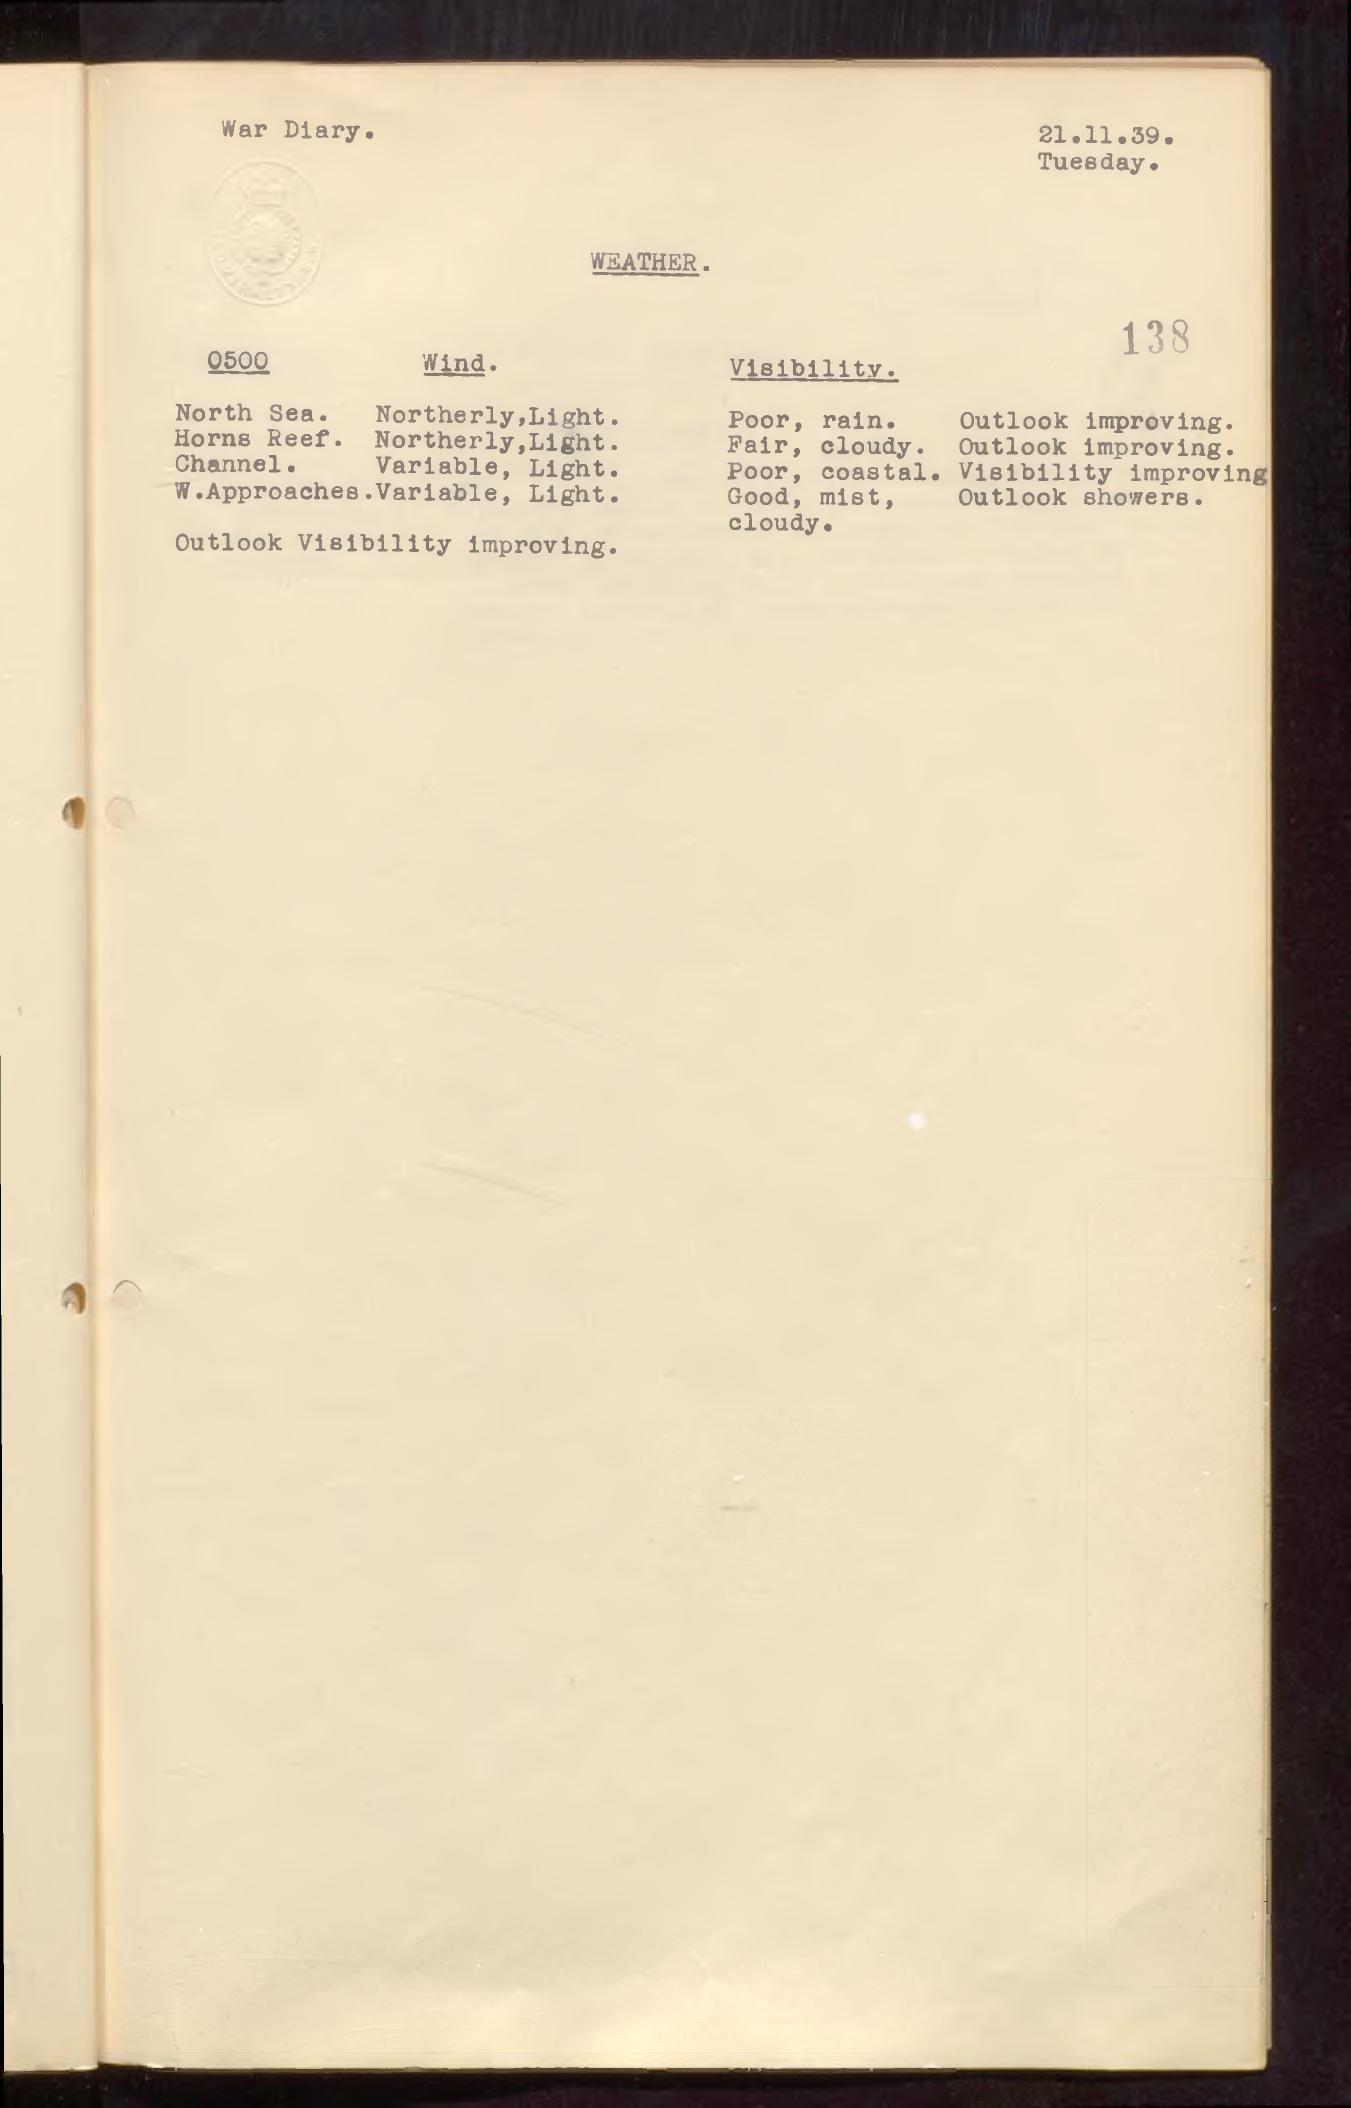 War Diary.
21.11.39.
Tuesday.
WEATHER.
138
0500 Wind. Visibility.
North Sea. Northerly,Light. Poor, rain. Outlook improving.
Horns Reef. Northerly,Light. Fair, cloudy. Outlook improving.
Channel. Variable, Light. Poor, coastal. Visibility improving
W.Approaches.Variable, Light. Good, mist, Outlook showers.
cloudy.
Outlook Visibility improving.